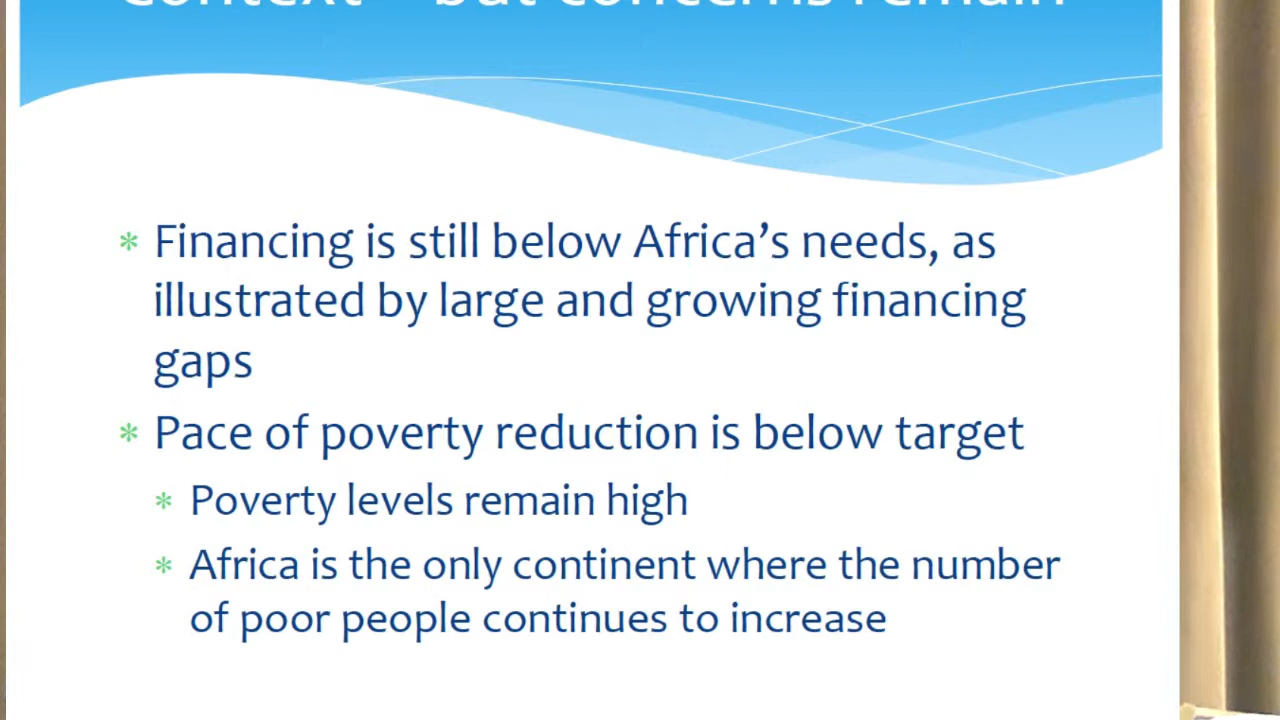 Context – but concerns remain
* Financing is still below Africa's needs, as
illustrated by large and growing financing
gaps
* Pace of poverty reduction is below target
* Poverty levels remain high
* Africa is the only continent where the number
of poor people continues to increase